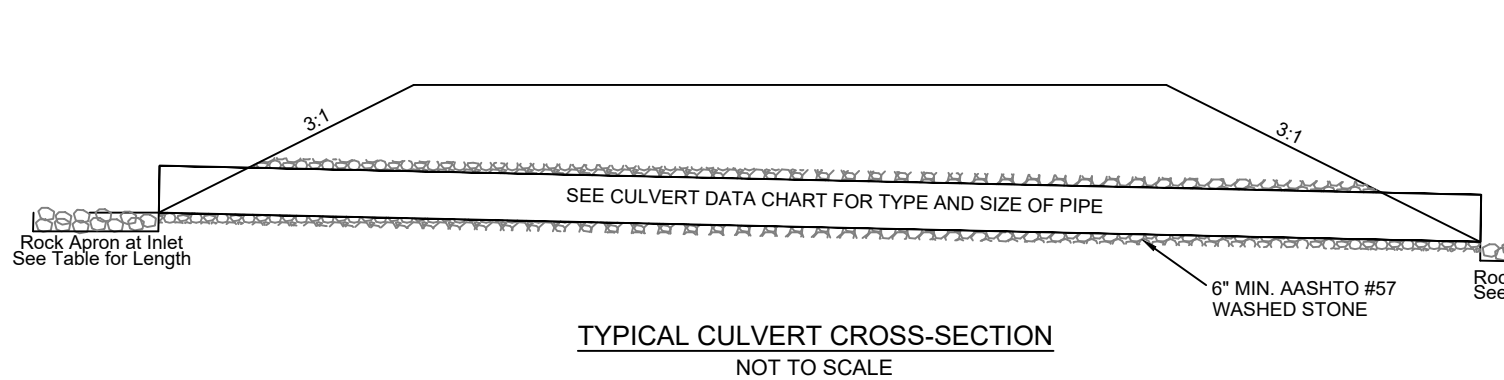 3:1
3:1
SEE CULVERT DATA CHART FOR TYPE AND SIZE OF PIPE
Rock Apron at Inlet
See Table for Length
6" MIN. AASHTO #57
WASHED STONE
See
TYPICAL CULVERT CROSS-SECTION
NOT TO SCALE